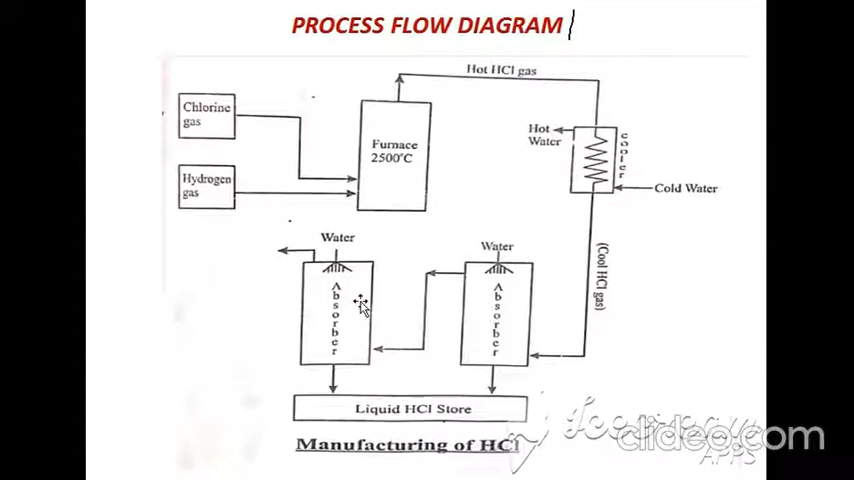 PROCESS FLOW DIAGRAM
Hot HCl gas
Chlorine
gas
Furnace
2500°C
Hot
Water
cooler
Hydrogen
gas
Cold Water
Water
Water
(Cool HCl gas)
Absorber
Absorber
Liquid HCl Store
Manufacturing of HCl
clideo.com
APPS